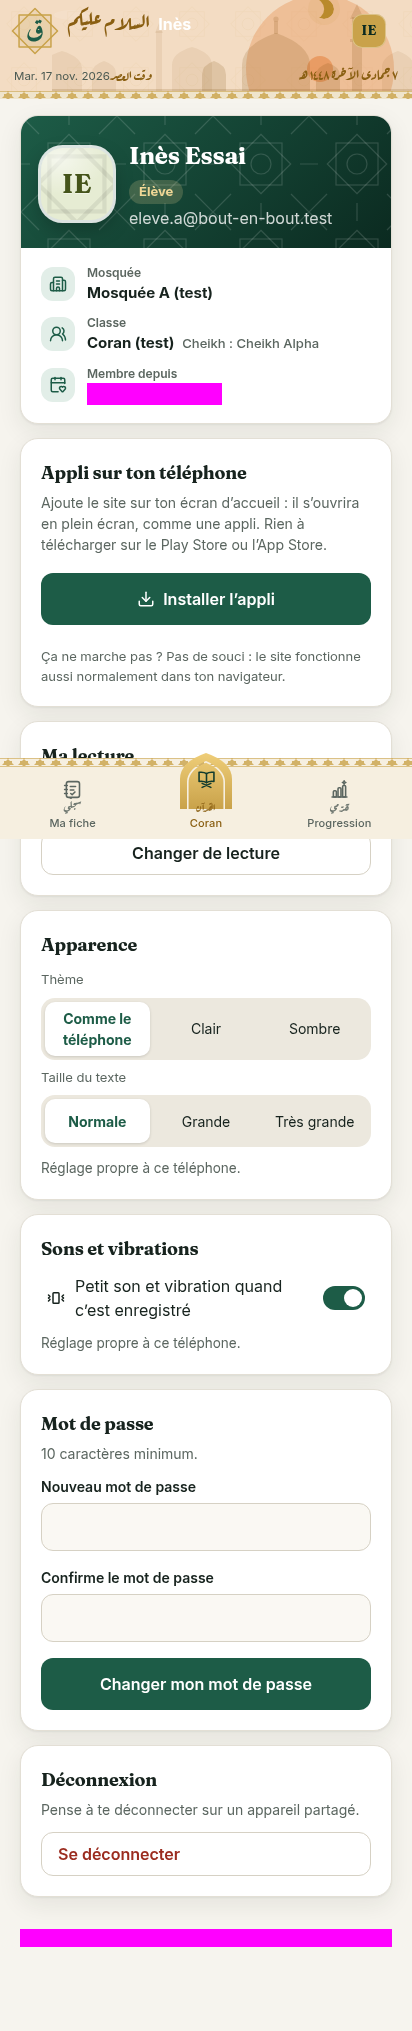 ق السلام عليكم Inès IE
Mar. 17 nov. 2026 وقت العصر ٧ جمادى الآخرة ١٤٤٨ هـ
IE
Inès Essai
Élève
eleve.a@bout-en-bout.test
Mosquée
Mosquée A (test)
Classe
Coran (test) Cheikh : Cheikh Alpha
Membre depuis
Appli sur ton téléphone
Ajoute le site sur ton écran d’accueil : il s’ouvrira
en plein écran, comme une appli. Rien à
télécharger sur le Play Store ou l’App Store.
Installer l’appli
Ça ne marche pas ? Pas de souci : le site fonctionne
aussi normalement dans ton navigateur.
Ma lecture
Ma fiche
القرآن
Coran
Progression
Changer de lecture
Apparence
Thème
Comme le
téléphone
Clair
Sombre
Taille du texte
Normale
Grande
Très grande
Réglage propre à ce téléphone.
Sons et vibrations
Petit son et vibration quand
c’est enregistré
Réglage propre à ce téléphone.
Mot de passe
10 caractères minimum.
Nouveau mot de passe
Confirme le mot de passe
Changer mon mot de passe
Déconnexion
Pense à te déconnecter sur un appareil partagé.
Se déconnecter